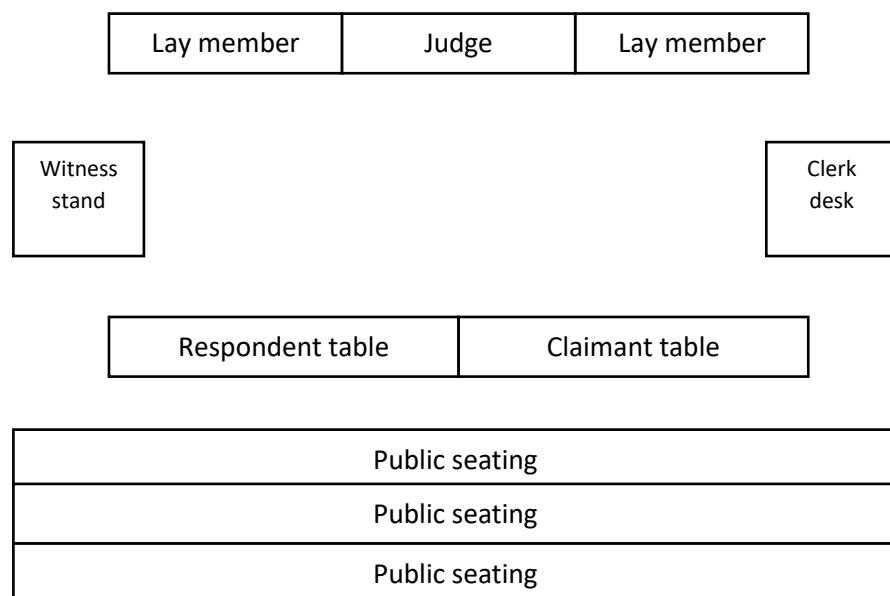 Lay member
Judge
Lay member
Witness
stand
Clerk
desk
Respondent table
Claimant table
Public seating
Public seating
Public seating